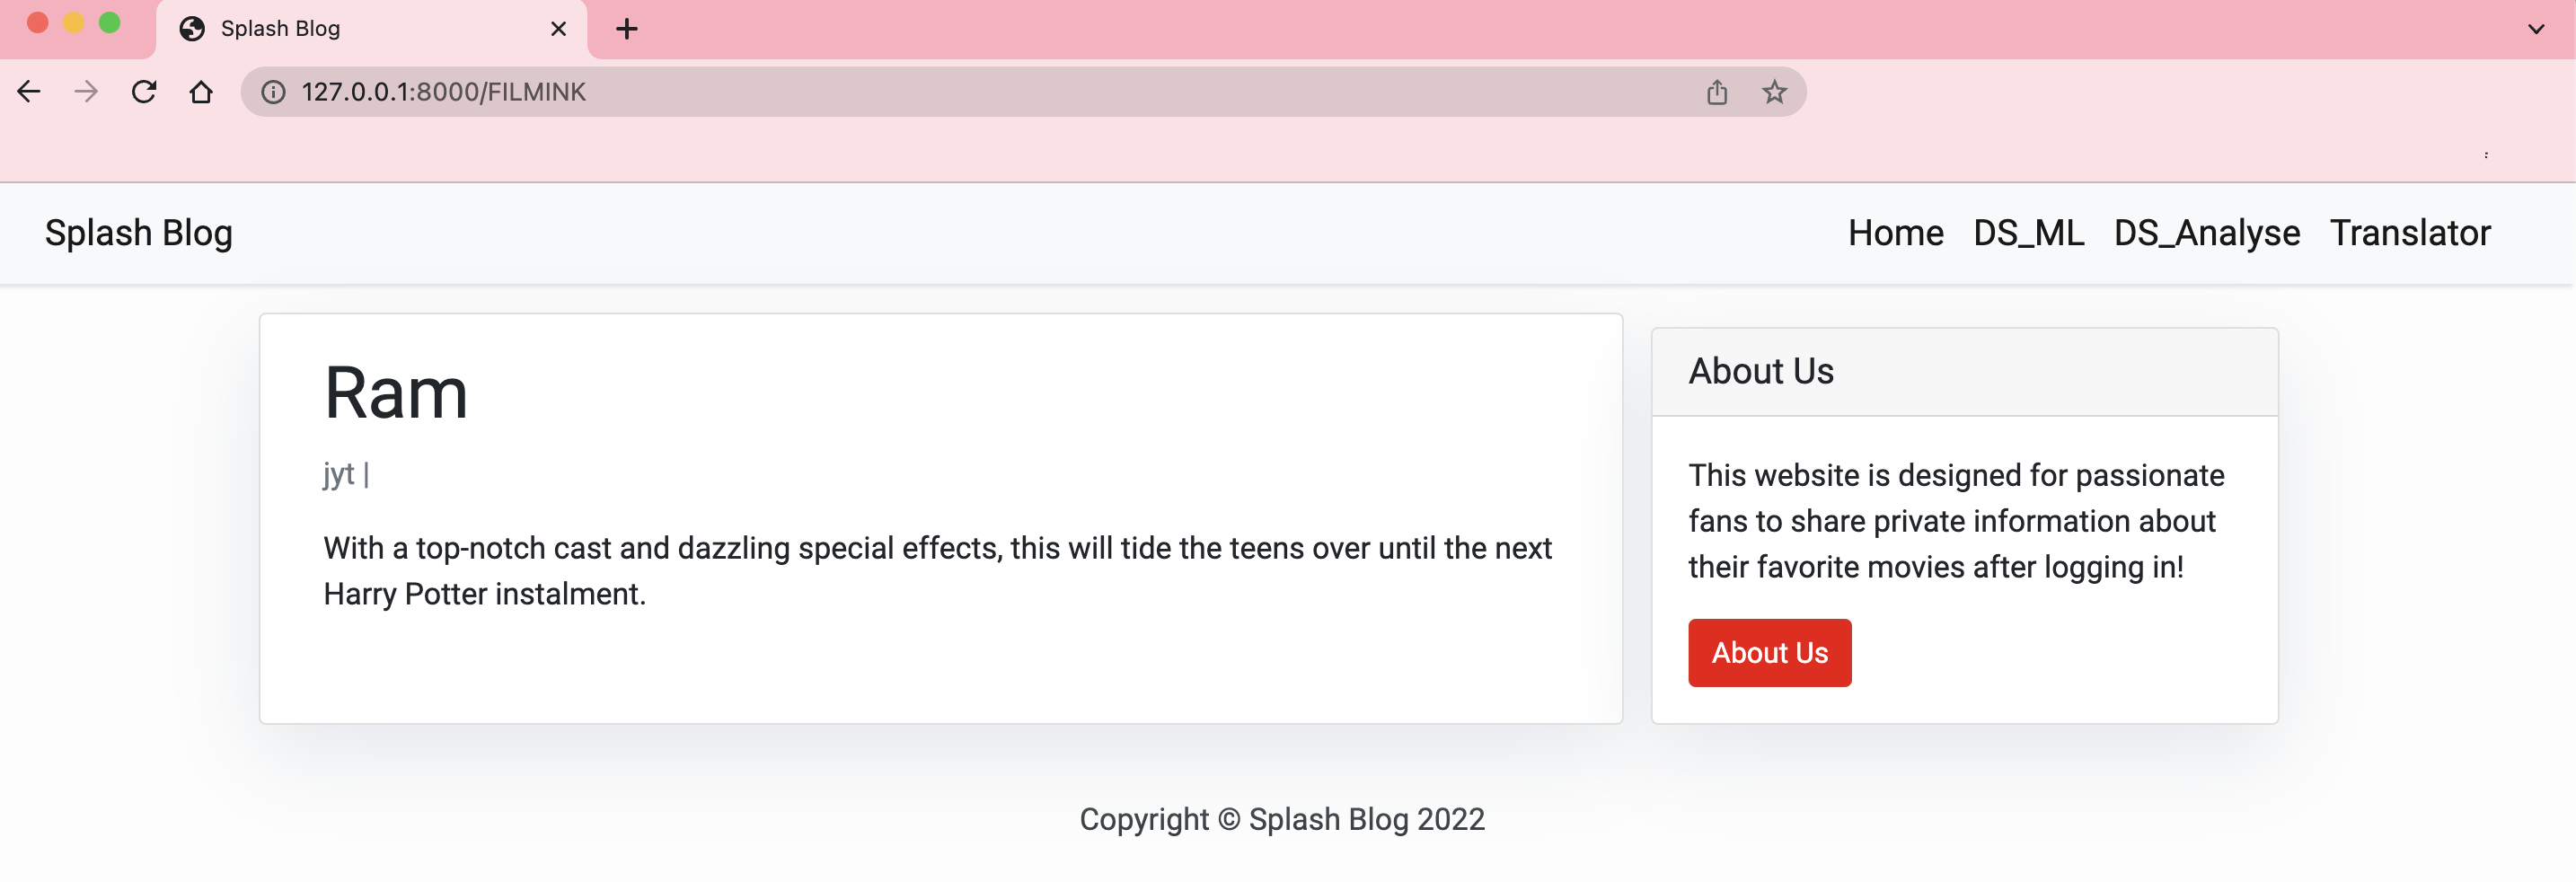 Splash Blog
127.0.0.1:8000/FILMINK
Splash Blog
Home DS_ML DS_Analyse Translator
Ram
jyt |
With a top-notch cast and dazzling special effects, this will tide the teens over until the next
Harry Potter instalment.
About Us
This website is designed for passionate
fans to share private information about
their favorite movies after logging in!
About Us
Copyright © Splash Blog 2022